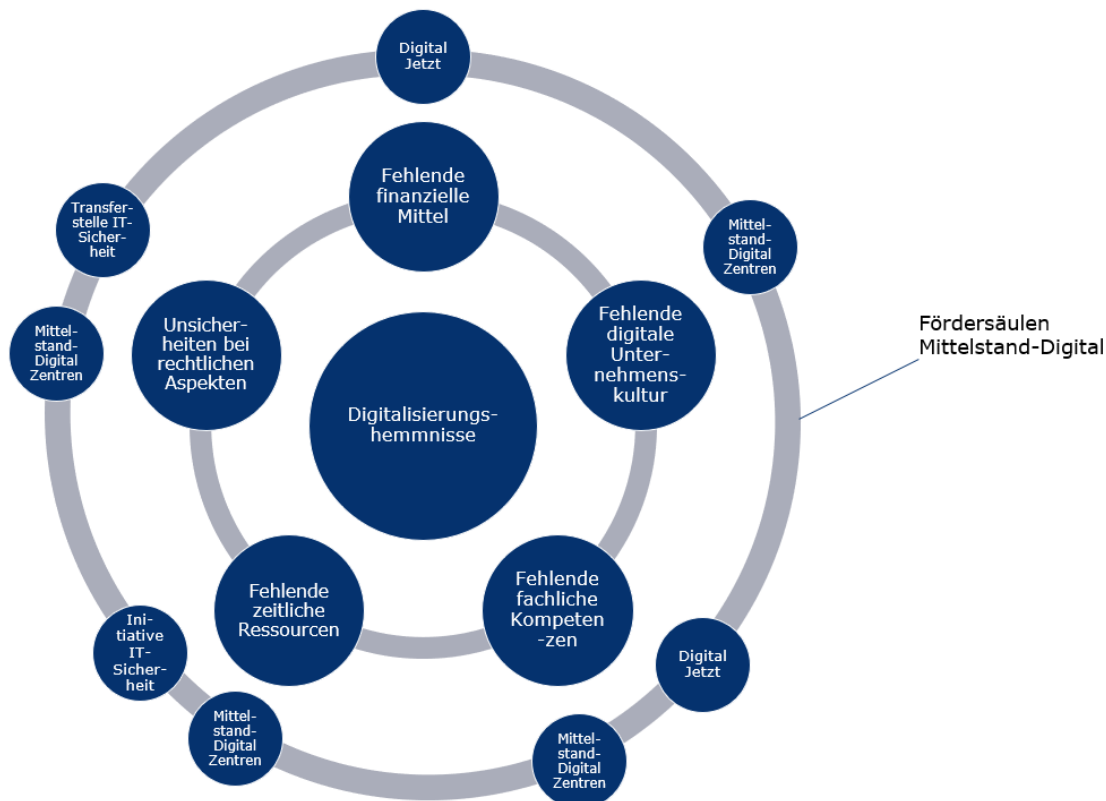 Digital
Jetzt
Fehlende
finanzielle
Mittel
Transfer-
stelle IT-
Sicher-
heit
Mittel-
stand-
Digital
Zentren
Unsicher-
heiten bei
rechtlichen
Aspekten
Fehlende
digitale
Unter-
nehmens-
kultur
Mittel-
stand-
Digital
Zentren
Fördersäulen
Mittelstand-Digital
Digitalisierungs-
hemmnisse
Fehlende
zeitliche
Ressourcen
Fehlende
fachliche
Kompeten
-zen
Ini-
tiative
IT-
Sicher-
heit
Digital
Jetzt
Mittel-
stand-
Digital
Zentren
Mittel-
stand-
Digital
Zentren